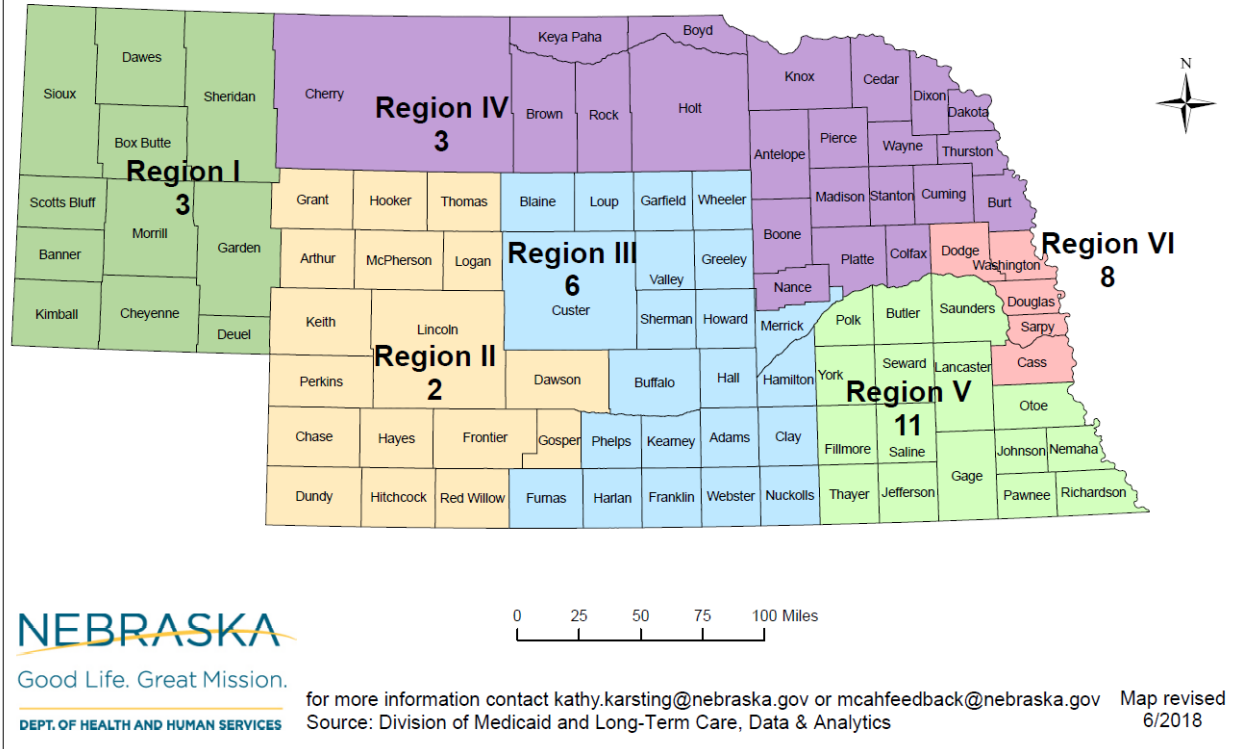 Keya Paha
Boyd
Dawes
Sioux
Sheridan
Cherry
Knox
Cedar
Dixon
Dakota
Region IV
3
Brown
Rock
Holt
N
Box Butte
Antelope
Pierce
Wayne
Thurston
Region I
3
Scotts Bluff
Grant
Hooker
Thomas
Blaine
Loup
Garfield
Wheeler
Madison
Stanton
Cuming
Burt
Morrill
Garden
Boone
Banner
Arthur
McPherson
Logan
Region III
6
Custer
Valley
Greeley
Platte
Colfax
Dodge
Washington
Region VI
8
Kimball
Cheyenne
Deuel
Keith
Lincoln
Sherman
Howard
Nance
Merrick
Polk
Butler
Saunders
Douglas
Sarpy
Region II
2
Perkins
Dawson
Buffalo
Hall
Hamilton
York
Seward
Lancaster
Cass
Region V
11
Otoe
Chase
Hayes
Frontier
Gosper
Phelps
Kearney
Adams
Clay
Fillmore
Saline
Johnson
Nemaha
Gage
Dundy
Hitchcock
Red Willow
Furnas
Harlan
Franklin
Webster
Nuckolls
Thayer
Jefferson
Pawnee
Richardson
0 25 50 75 100 Miles
NEBRASKA
Good Life. Great Mission.
DEPT. OF HEALTH AND HUMAN SERVICES
for more information contact kathy.karsting@nebraska.gov or mcahfeedback@nebraska.gov
Source: Division of Medicaid and Long-Term Care, Data & Analytics
Map revised
6/2018